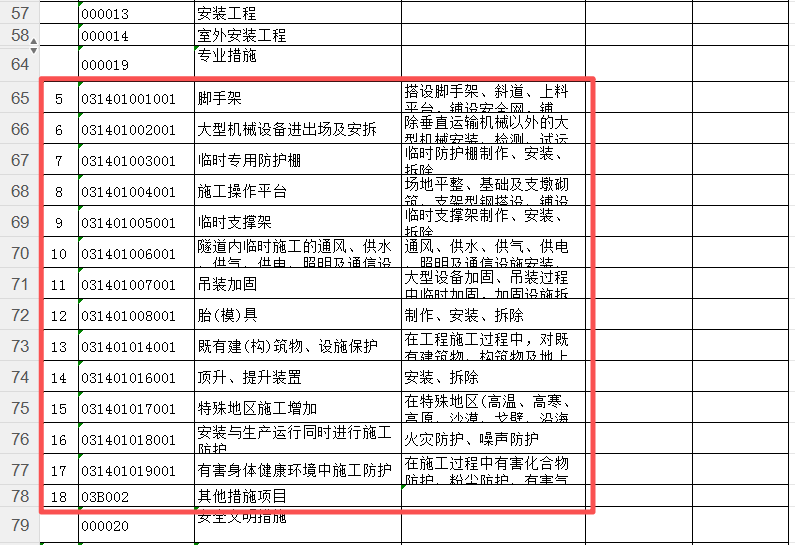 57 000013 安装工程
58 000014 室外安装工程
64 000019 专业措施
65 5 031401001001 脚手架 搭设脚手架、斜道、上料
平台，铺设安全网，铺
66 6 031401002001 大型机械设备进出场及安拆 除垂直运输机械以外的大
型机械安装、检测、试运
67 7 031401003001 临时专用防护棚 临时防护棚制作、安装、
拆除
68 8 031401004001 施工操作平台 场地平整、基础及支墩砌
筑、支架型钢搭设、铺设
69 9 031401005001 临时支撑架 临时支撑架制作、安装、
拆除
70 10 031401006001 隧道内临时施工的通风、供水
、供气、供电、照明及通信设 通风、供水、供气、供电
、照明及通信设施安装、
71 11 031401007001 吊装加固 大型设备加固、吊装过程
中临时加固，加固设施拆
72 12 031401008001 胎(模)具 制作、安装、拆除
73 13 031401014001 既有建(构)筑物、设施保护 在工程施工过程中，对既
有建筑物、构筑物及地上
74 14 031401016001 顶升、提升装置 安装、拆除
75 15 031401017001 特殊地区施工增加 在特殊地区(高温、高寒、
高原、沙漠、戈壁、沿海
76 16 031401018001 安装与生产运行同时进行施工
防护 火灾防护、噪声防护
77 17 031401019001 有害身体健康环境中施工防护 在施工过程中有害化合物
防护、粉尘防护、有害气
78 18 03B002 其他措施项目
79 000020 安全文明措施